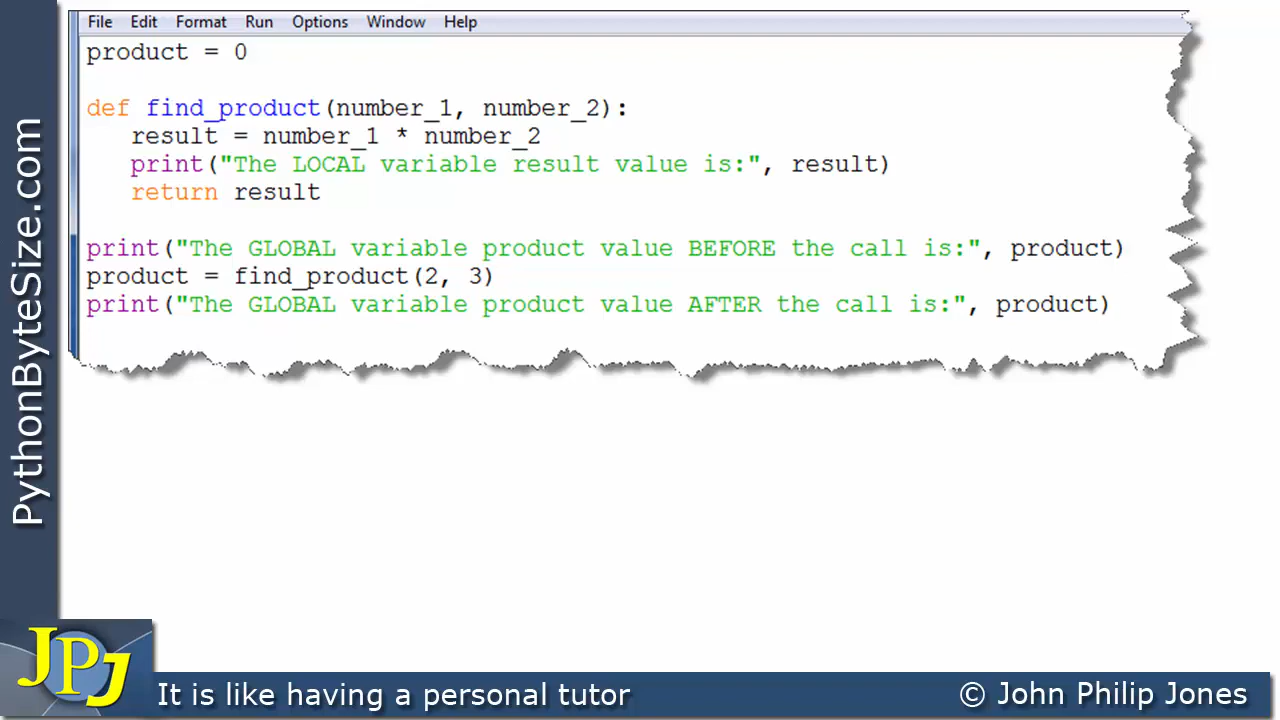 File Edit Format Run Options Window Help
product = 0
def find_product(number_1, number_2):
result = number_1 * number_2
print("The LOCAL variable result value is:", result)
return result
print("The GLOBAL variable product value BEFORE the call is:", product)
product = find_product(2, 3)
print("The GLOBAL variable product value AFTER the call is:", product)
PythonByteSize.com
JPJ
It is like having a personal tutor
© John Philip Jones